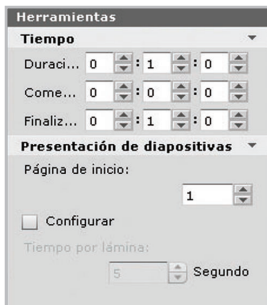 Herramientas
Tiempo
Duraci... 0 : 1 : 0
Come... 0 : 0 : 0
Finaliz... 0 : 1 : 0
Presentación de diapositivas
Página de inicio:
1
Configurar
Tiempo por lámina:
5 Segundo